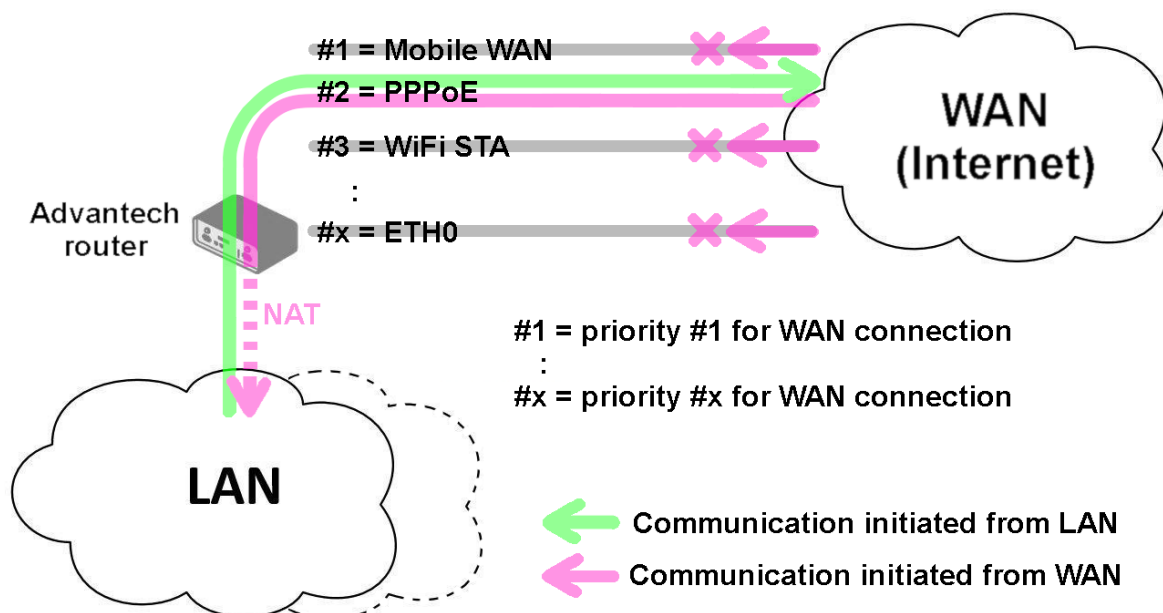 #1 = Mobile WAN
#2 = PPPoE
#3 = WiFi STA
:
#x = ETH0
WAN
(Internet)
Advantech
router
NAT
#1 = priority #1 for WAN connection
:
#x = priority #x for WAN connection
LAN
Communication initiated from LAN
Communication initiated from WAN